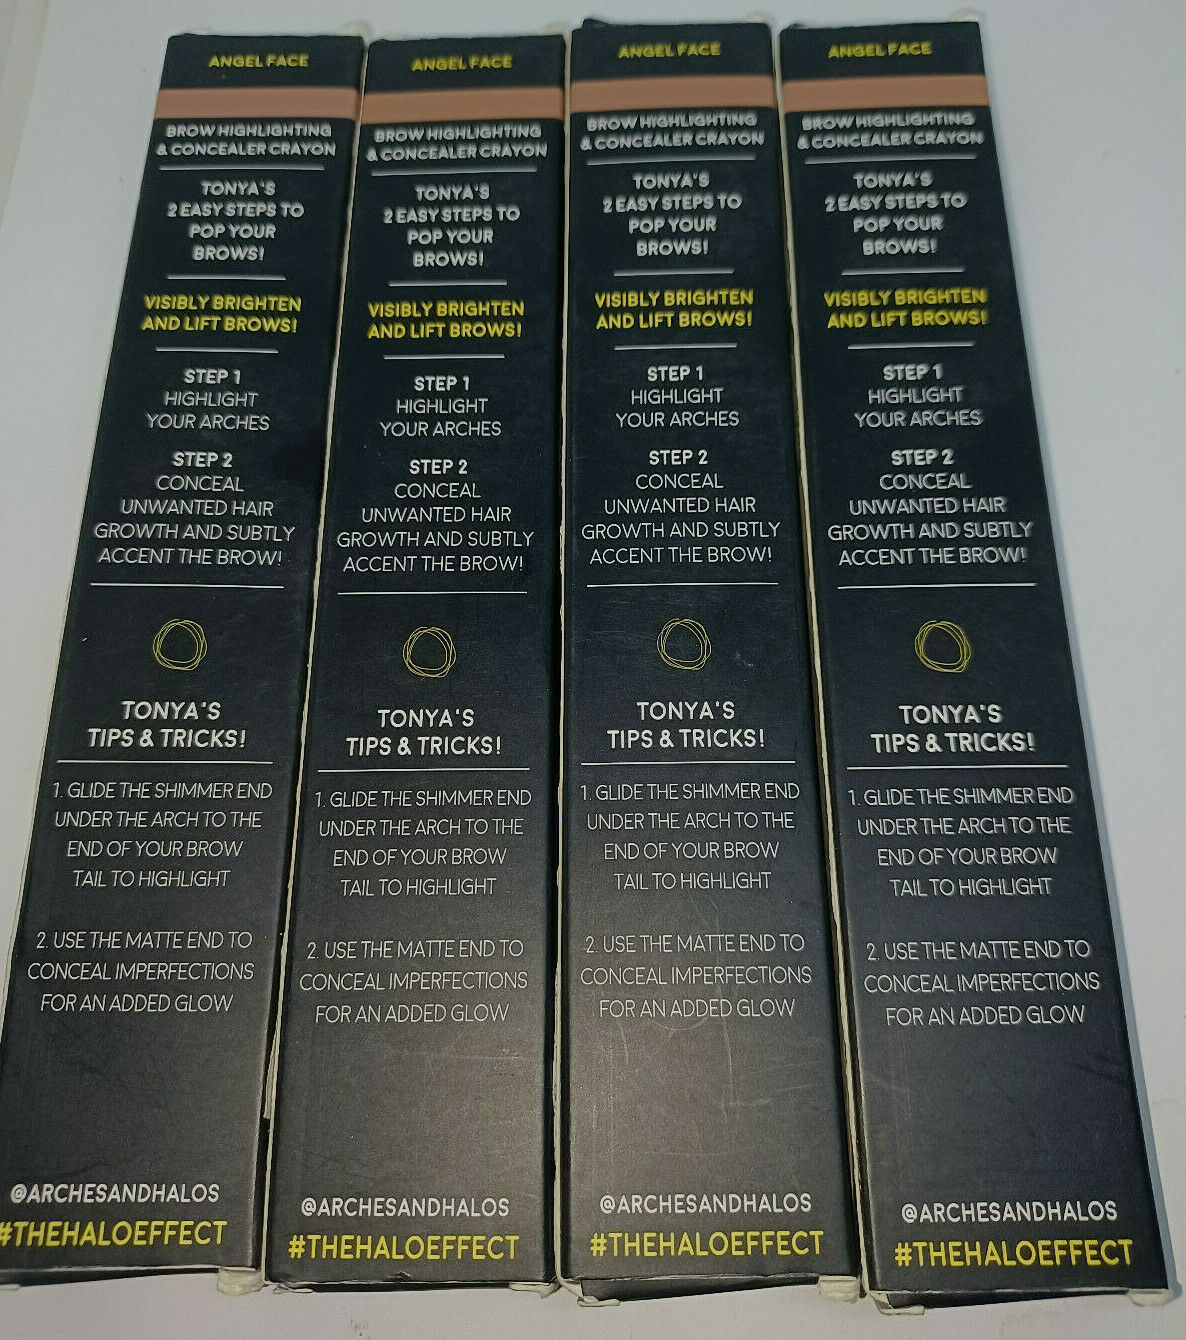 ANGEL FACE
BROW HIGHLIGHTING
& CONCEALER CRAYON
TONYA'S
2 EASY STEPS TO
POP YOUR
BROWS!
VISIBLY BRIGHTEN
AND LIFT BROWS!
STEP 1
HIGHLIGHT
YOUR ARCHES
STEP 2
CONCEAL
UNWANTED HAIR
GROWTH AND SUBTLY
ACCENT THE BROW!
TONYA'S
TIPS & TRICKS!
1. GLIDE THE SHIMMER END
UNDER THE ARCH TO THE
END OF YOUR BROW
TAIL TO HIGHLIGHT
2. USE THE MATTE END TO
CONCEAL IMPERFECTIONS
FOR AN ADDED GLOW
@ARCHESANDHALOS
#THEHALOEFFECT
ANGEL FACE
BROW HIGHLIGHTING
& CONCEALER CRAYON
TONYA'S
2 EASY STEPS TO
POP YOUR
BROWS!
VISIBLY BRIGHTEN
AND LIFT BROWS!
STEP 1
HIGHLIGHT
YOUR ARCHES
STEP 2
CONCEAL
UNWANTED HAIR
GROWTH AND SUBTLY
ACCENT THE BROW!
TONYA'S
TIPS & TRICKS!
1. GLIDE THE SHIMMER END
UNDER THE ARCH TO THE
END OF YOUR BROW
TAIL TO HIGHLIGHT
2. USE THE MATTE END TO
CONCEAL IMPERFECTIONS
FOR AN ADDED GLOW
@ARCHESANDHALOS
#THEHALOEFFECT
ANGEL FACE
BROW HIGHLIGHTING
& CONCEALER CRAYON
TONYA'S
2 EASY STEPS TO
POP YOUR
BROWS!
VISIBLY BRIGHTEN
AND LIFT BROWS!
STEP 1
HIGHLIGHT
YOUR ARCHES
STEP 2
CONCEAL
UNWANTED HAIR
GROWTH AND SUBTLY
ACCENT THE BROW!
TONYA'S
TIPS & TRICKS!
1. GLIDE THE SHIMMER END
UNDER THE ARCH TO THE
END OF YOUR BROW
TAIL TO HIGHLIGHT
2. USE THE MATTE END TO
CONCEAL IMPERFECTIONS
FOR AN ADDED GLOW
@ARCHESANDHALOS
#THEHALOEFFECT
ANGEL FACE
BROW HIGHLIGHTING
& CONCEALER CRAYON
TONYA'S
2 EASY STEPS TO
POP YOUR
BROWS!
VISIBLY BRIGHTEN
AND LIFT BROWS!
STEP 1
HIGHLIGHT
YOUR ARCHES
STEP 2
CONCEAL
UNWANTED HAIR
GROWTH AND SUBTLY
ACCENT THE BROW!
TONYA'S
TIPS & TRICKS!
1. GLIDE THE SHIMMER END
UNDER THE ARCH TO THE
END OF YOUR BROW
TAIL TO HIGHLIGHT
2. USE THE MATTE END TO
CONCEAL IMPERFECTIONS
FOR AN ADDED GLOW
@ARCHESANDHALOS
#THEHALOEFFECT